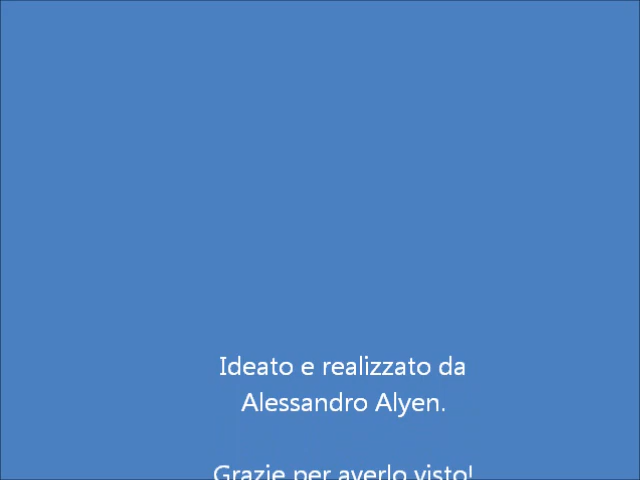 Ideato e realizzato da
Alessandro Alyen.
Grazie per averlo visto!